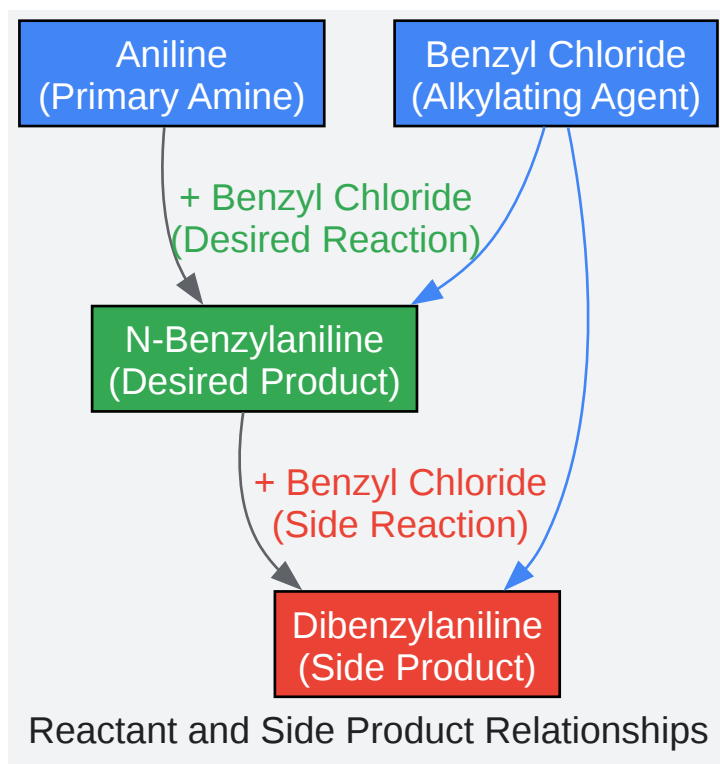 Aniline
(Primary Amine)
Benzyl Chloride
(Alkylating Agent)
+ Benzyl Chloride
(Desired Reaction)
N-Benzylaniline
(Desired Product)
+ Benzyl Chloride
(Side Reaction)
Dibenzylaniline
(Side Product)
Reactant and Side Product Relationships